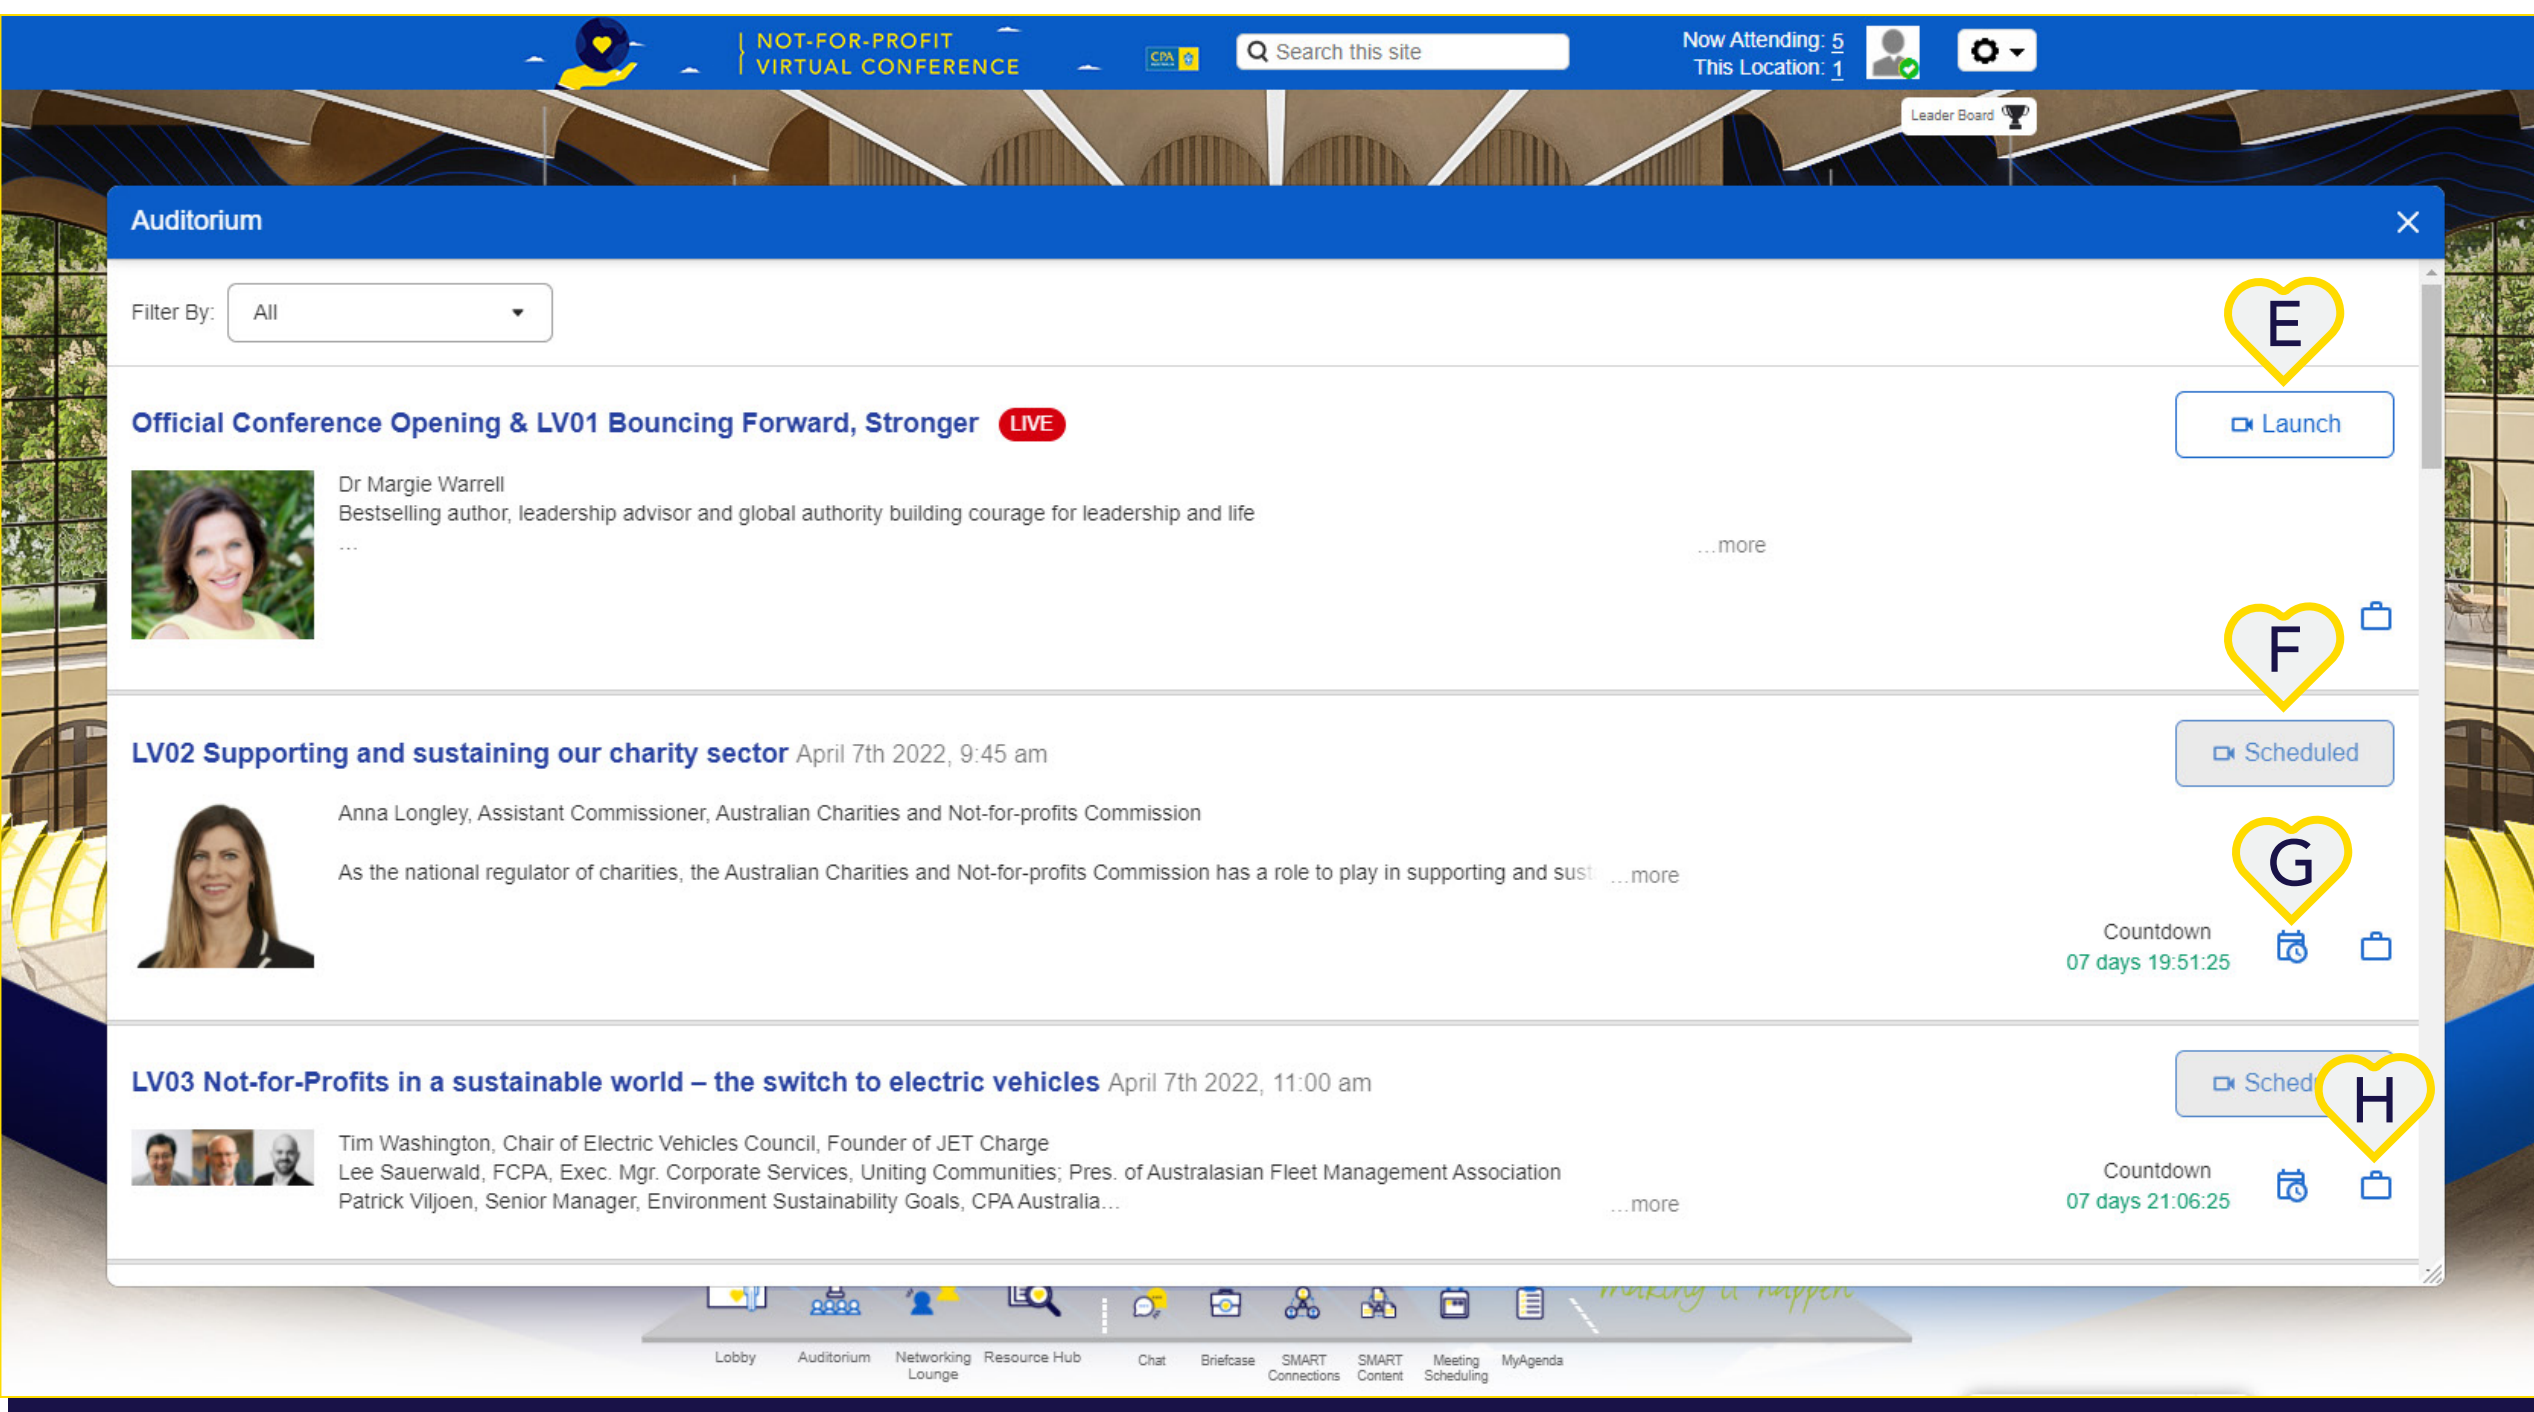 NOT-FOR-PROFIT
VIRTUAL CONFERENCE
CPA
Search this site
Now Attending: 5
This Location: 1
Leader Board
Auditorium
Filter By: All
E
Official Conference Opening & LV01 Bouncing Forward, Stronger LIVE
Launch
Dr Margie Warrell
Bestselling author, leadership advisor and global authority building courage for leadership and life
...
...more
F
LV02 Supporting and sustaining our charity sector April 7th 2022, 9:45 am
Scheduled
Anna Longley, Assistant Commissioner, Australian Charities and Not-for-profits Commission
As the national regulator of charities, the Australian Charities and Not-for-profits Commission has a role to play in supporting and sust ...more
G
Countdown
07 days 19:51:25
LV03 Not-for-Profits in a sustainable world – the switch to electric vehicles April 7th 2022, 11:00 am
Sched
H
Tim Washington, Chair of Electric Vehicles Council, Founder of JET Charge
Lee Sauerwald, FCPA, Exec. Mgr. Corporate Services, Uniting Communities; Pres. of Australasian Fleet Management Association
Patrick Viljoen, Senior Manager, Environment Sustainability Goals, CPA Australia...
...more
Countdown
07 days 21:06:25
making it happen
Lobby
Auditorium
Networking
Lounge
Resource Hub
Chat
Briefcase
SMART
Connections
SMART
Content
Meeting
Scheduling
MyAgenda